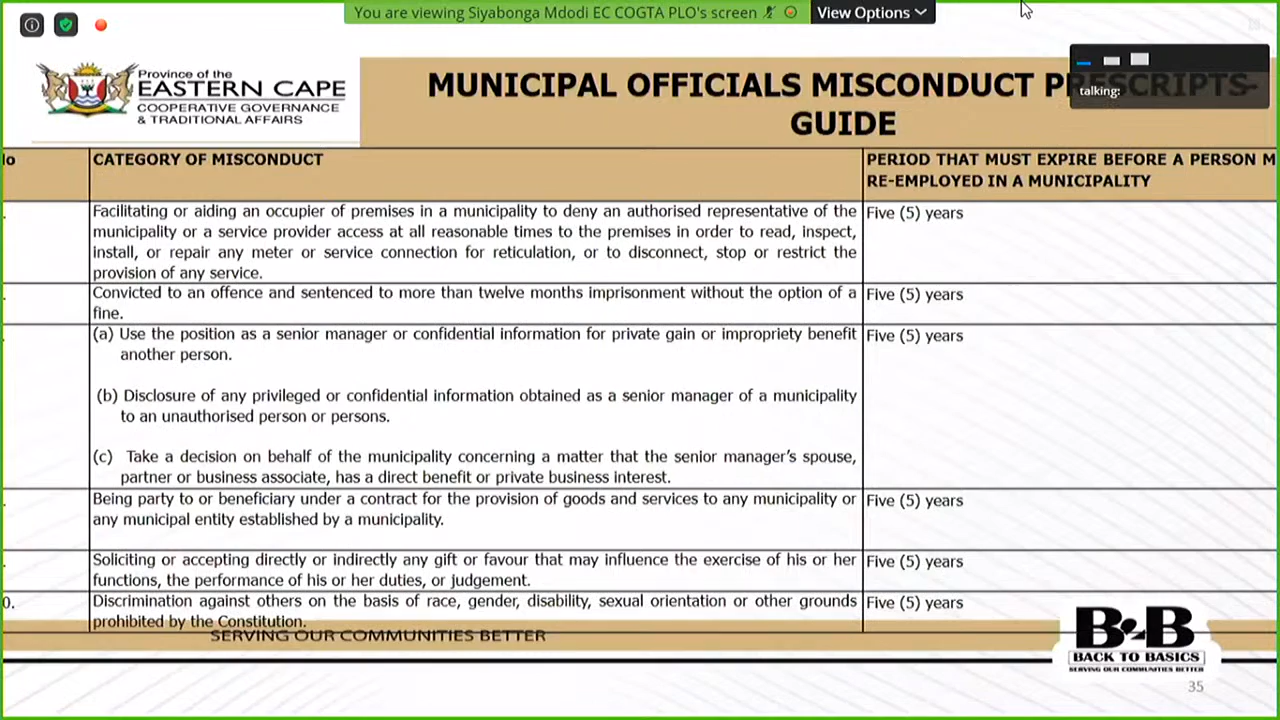 You are viewing Siyabonga Mdodi EC COGTA PLO's screen
View Options
talking:
Province of the
EASTERN CAPE
COOPERATIVE GOVERNANCE
& TRADITIONAL AFFAIRS
MUNICIPAL OFFICIALS MISCONDUCT PRESCRIPTS-
GUIDE
CATEGORY OF MISCONDUCT
PERIOD THAT MUST EXPIRE BEFORE A PERSON M
RE-EMPLOYED IN A MUNICIPALITY
Facilitating or aiding an occupier of premises in a municipality to deny an authorised representative of the
municipality or a service provider access at all reasonable times to the premises in order to read, inspect,
install, or repair any meter or service connection for reticulation, or to disconnect, stop or restrict the
provision of any service.
Five (5) years
Convicted to an offence and sentenced to more than twelve months imprisonment without the option of a
fine.
Five (5) years
(a) Use the position as a senior manager or confidential information for private gain or impropriety benefit
another person.
Five (5) years
(b) Disclosure of any privileged or confidential information obtained as a senior manager of a municipality
to an unauthorised person or persons.
(c) Take a decision on behalf of the municipality concerning a matter that the senior manager's spouse,
partner or business associate, has a direct benefit or private business interest.
Being party to or beneficiary under a contract for the provision of goods and services to any municipality or
any municipal entity established by a municipality.
Five (5) years
Soliciting or accepting directly or indirectly any gift or favour that may influence the exercise of his or her
functions, the performance of his or her duties, or judgement.
Five (5) years
0.
Discrimination against others on the basis of race, gender, disability, sexual orientation or other grounds
prohibited by the Constitution.
Five (5) years
SERVING OUR COMMUNITIES BETTER
B2B
BACK TO BASICS
SERVING OUR COMMUNITIES BETTER
35